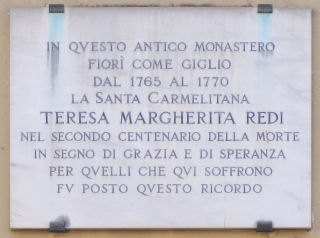 IN QVESTO ANTICO MONASTERO
FIORÌ COME GIGLIO
DAL 1765 AL 1770
LA SANTA CARMELITANA
TERESA MARGHERITA REDI
NEL SECONDO CENTENARIO DELLA MORTE
IN SEGNO DI GRAZIA E DI SPERANZA
PER QVELLI CHE QVI SOFFRONO
FV POSTO QVESTO RICORDO